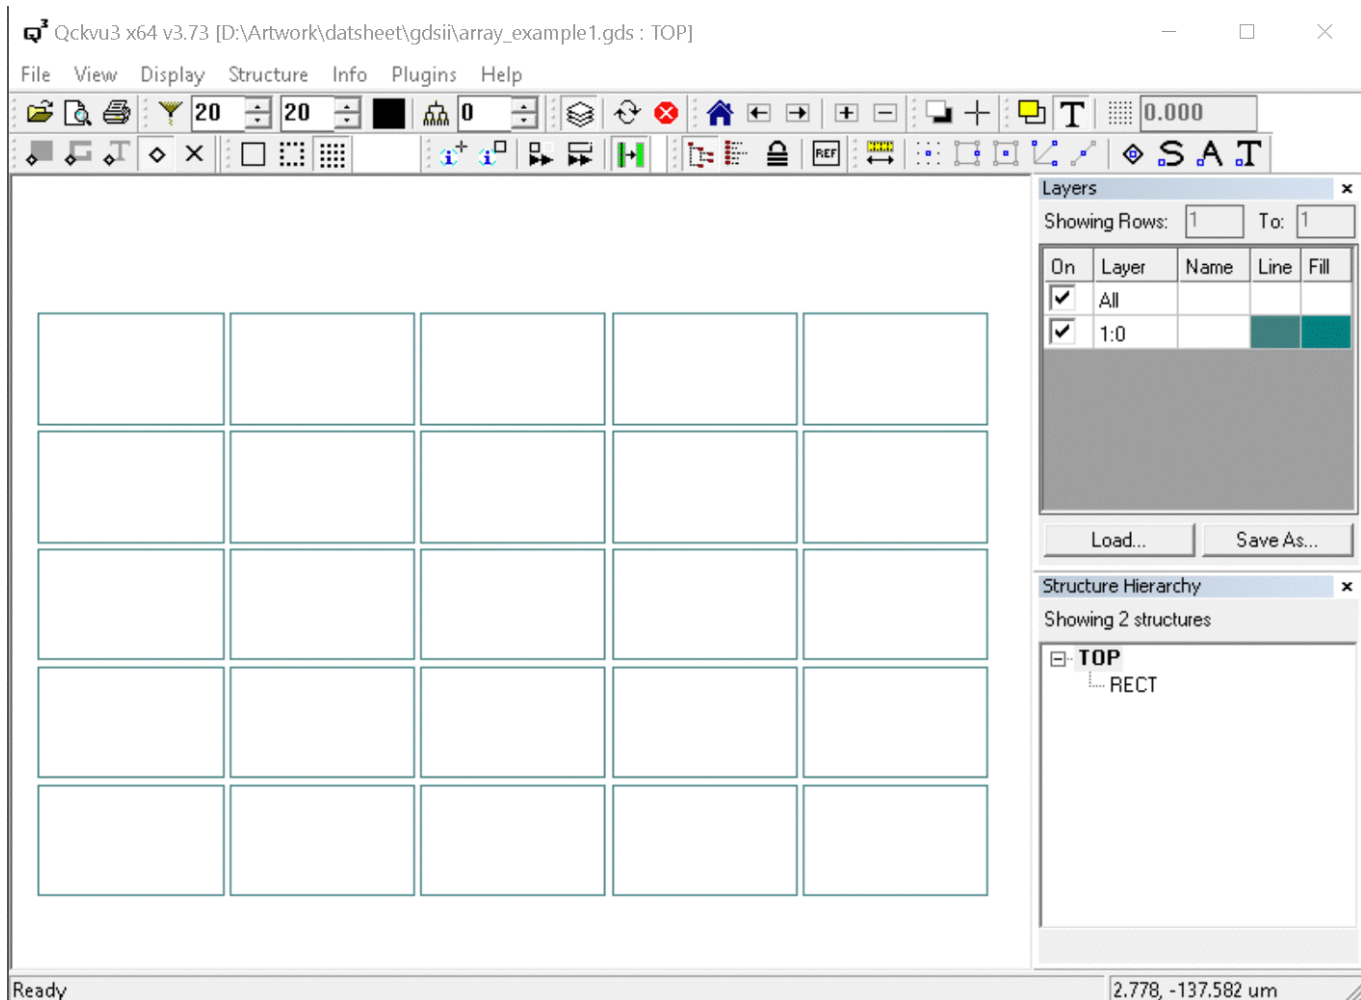 Q3 Qckvu3 x64 v3.73 [D:\Artwork\datsheet\gdsii\array_example1.gds : TOP]
File View Display Structure Info Plugins Help
20 20 0 T 0.000
T REF S A T
Layers
Showing Rows: 1 To: 1
On Layer Name Line Fill
All
1:0
Load... Save As...
Structure Hierarchy
Showing 2 structures
TOP
RECT
Ready 2.778, -137.582 um